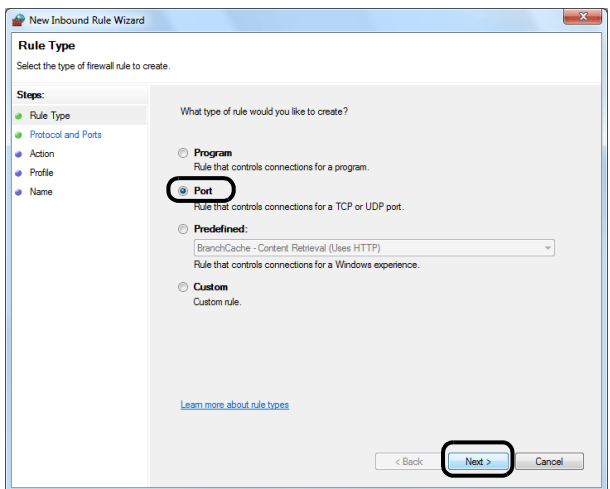 New Inbound Rule Wizard
Rule Type
Select the type of firewall rule to create.
Steps:
Rule Type
Protocol and Ports
Action
Profile
Name
What type of rule would you like to create?
Program
Rule that controls connections for a program.
Port
Rule that controls connections for a TCP or UDP port.
Predefined:
BranchCache - Content Retrieval (Uses HTTP)
Rule that controls connections for a Windows experience.
Custom
Custom rule.
Learn more about rule types
< Back Next > Cancel